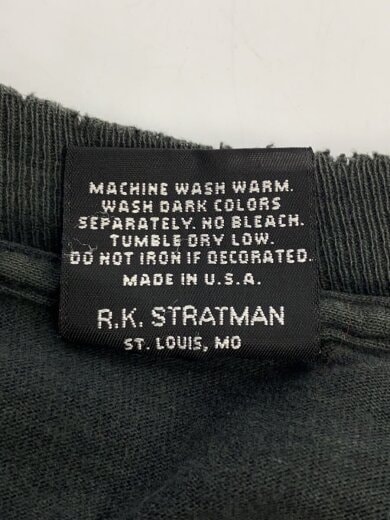 MACHINE WASH WARM.
WASH DARK COLORS
SEPARATELY. NO BLEACH.
TUMBLE DRY LOW.
DO NOT IRON IF DECORATED.
MADE IN U.S.A.
R.K. STRATMAN
ST. LOUIS, MO